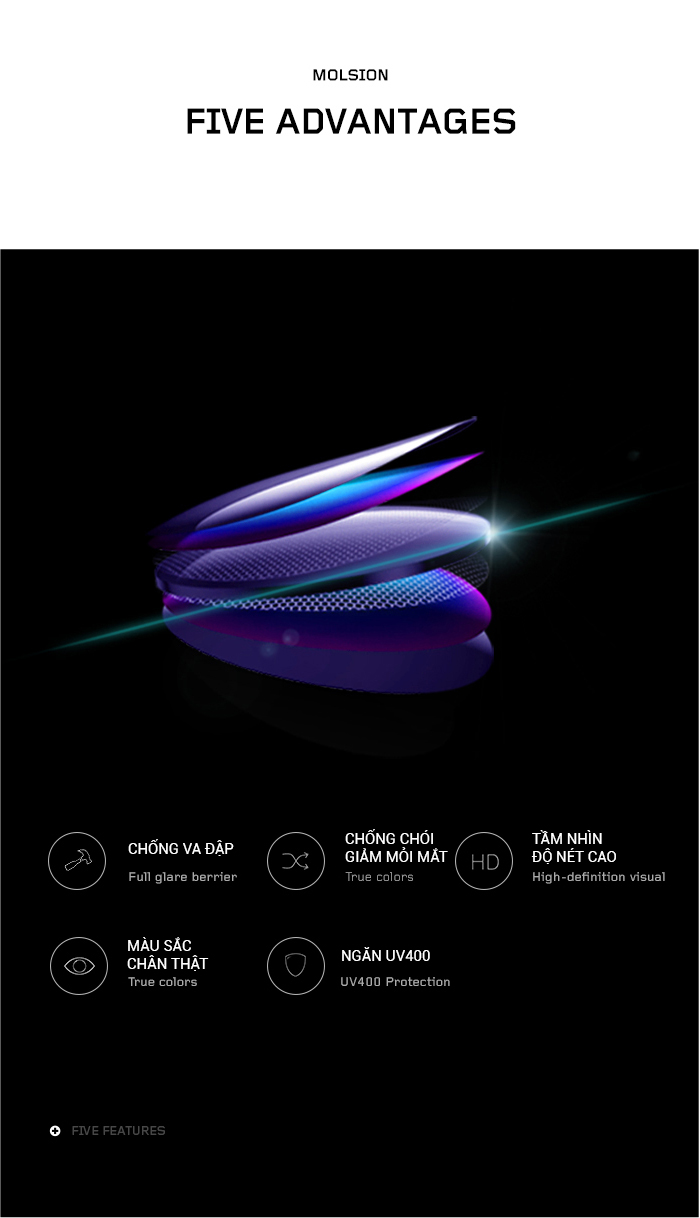 MOLSION
FIVE ADVANTAGES
CHỐNG VA ĐẬP
Full glare berrier
CHỐNG CHÓI
GIẢM MỎI MẮT
True colors
HD
TẦM NHÌN
ĐỘ NÉT CAO
High-definition visual
MÀU SẮC
CHÂN THẬT
True colors
NGĂN UV400
UV400 Protection
FIVE FEATURES